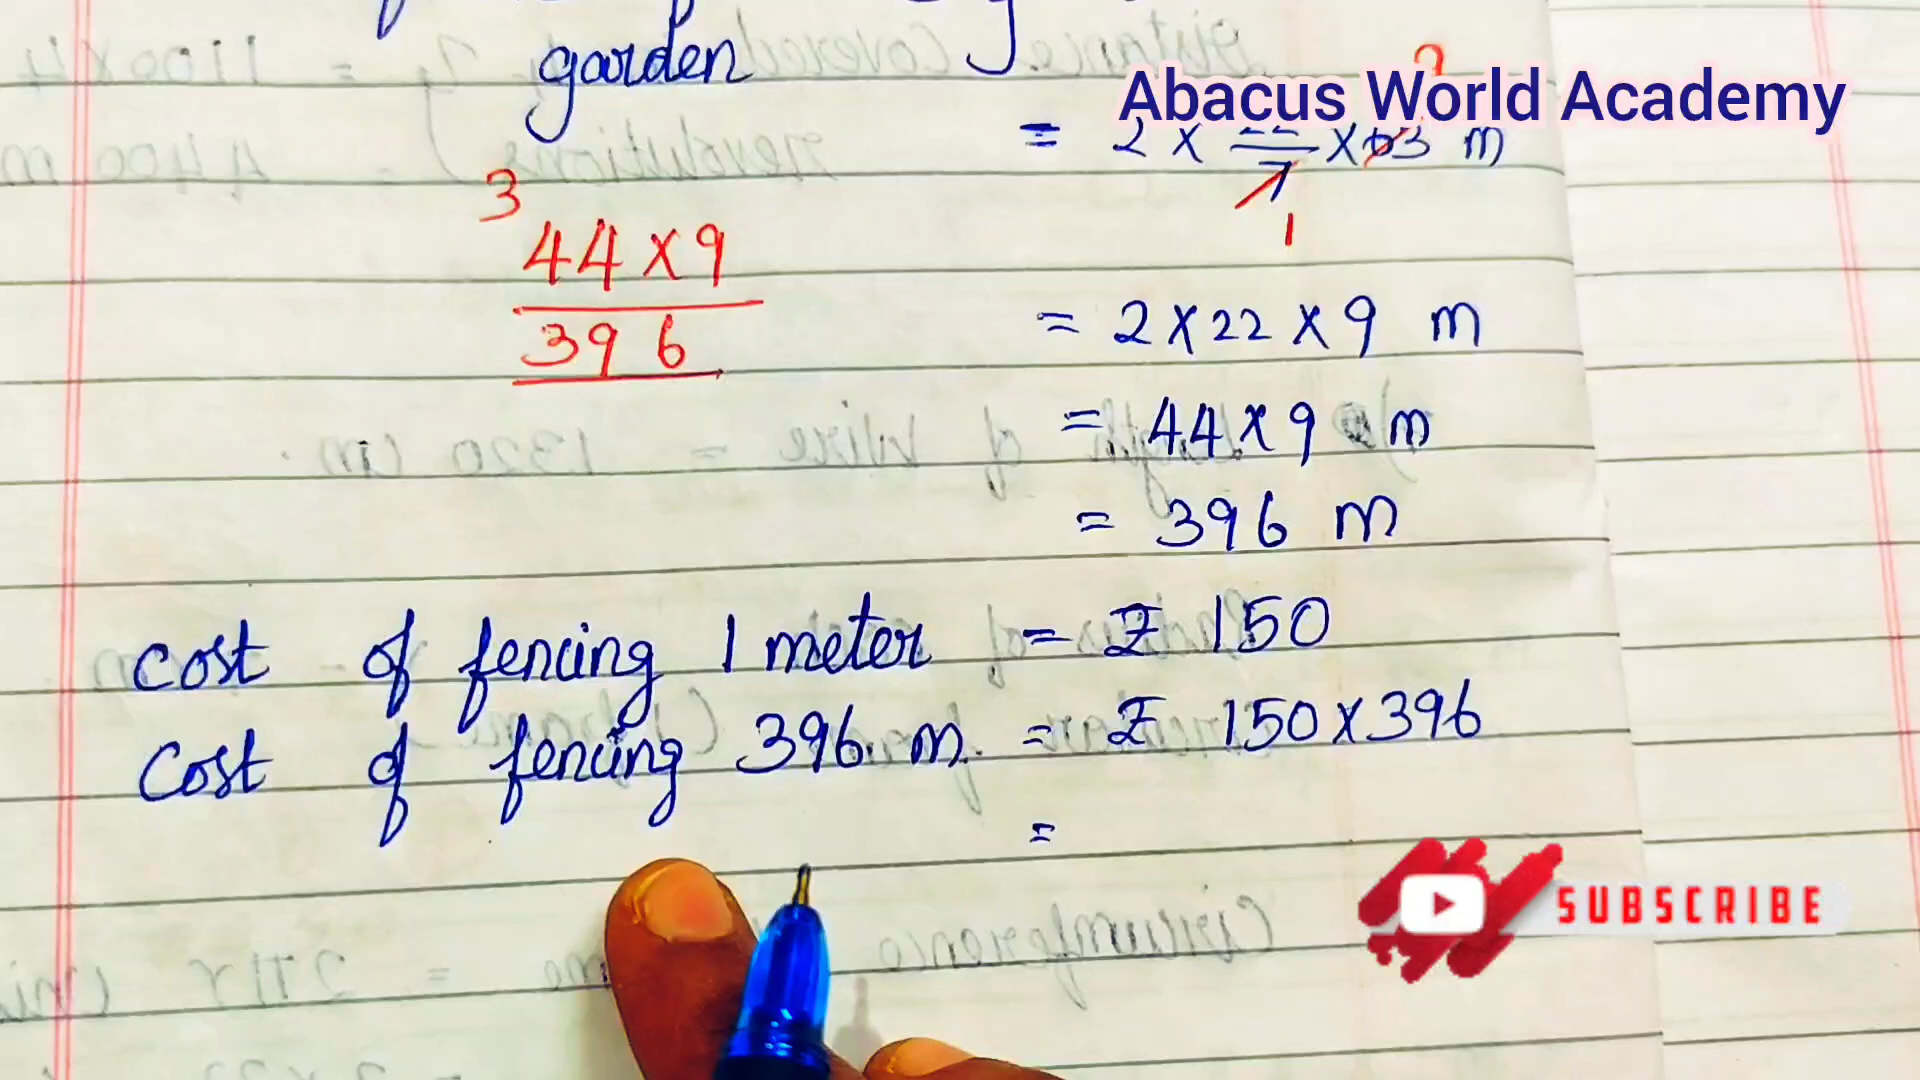 garden
Abacus World Academy
= 2 × 22/7 × 63 m
3
1
44×9
396
= 2×22×9 m
= 44×9 m
= 396 m
cost of fencing 1 meter = ₹ 150
Cost of fencing 396 m. = ₹ 150×396
=
SUBSCRIBE